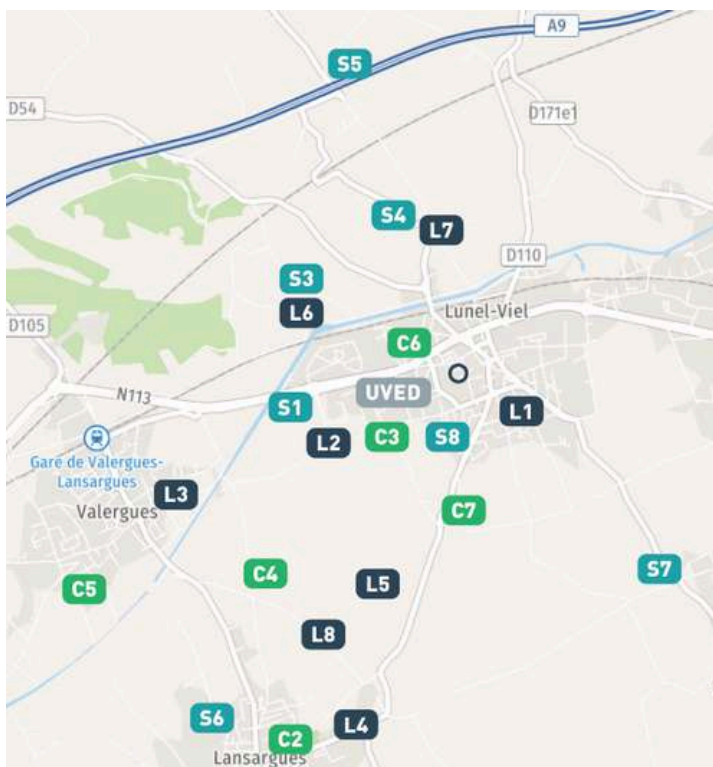 A9
S5
D54
D171e1
S4
L7
D110
S3
L6
Lunel-Viel
D105
C6
N113
UVED
S1
L1
L2
C3
S8
Gare de Valergues-
Lansargues
L3
Valergues
C7
C4
S7
C5
L5
L8
S6
L4
C2
Lansargues